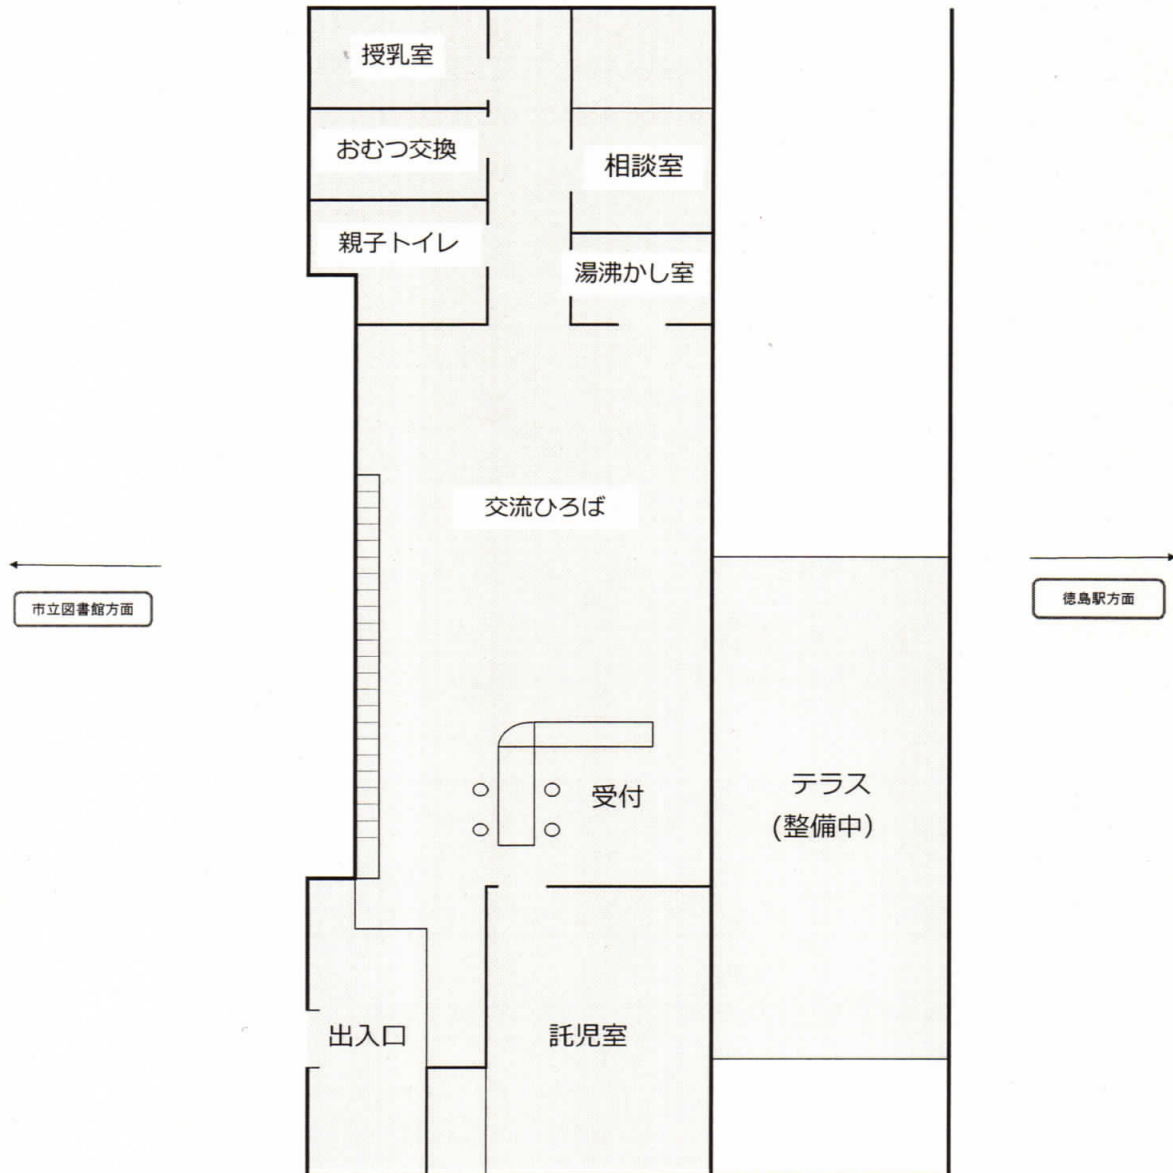 授乳室
おむつ交換
相談室
親子トイレ
湯沸かし室
交流ひろば
市立図書館方面
徳島駅方面
受付
テラス
(整備中)
出入口
託児室